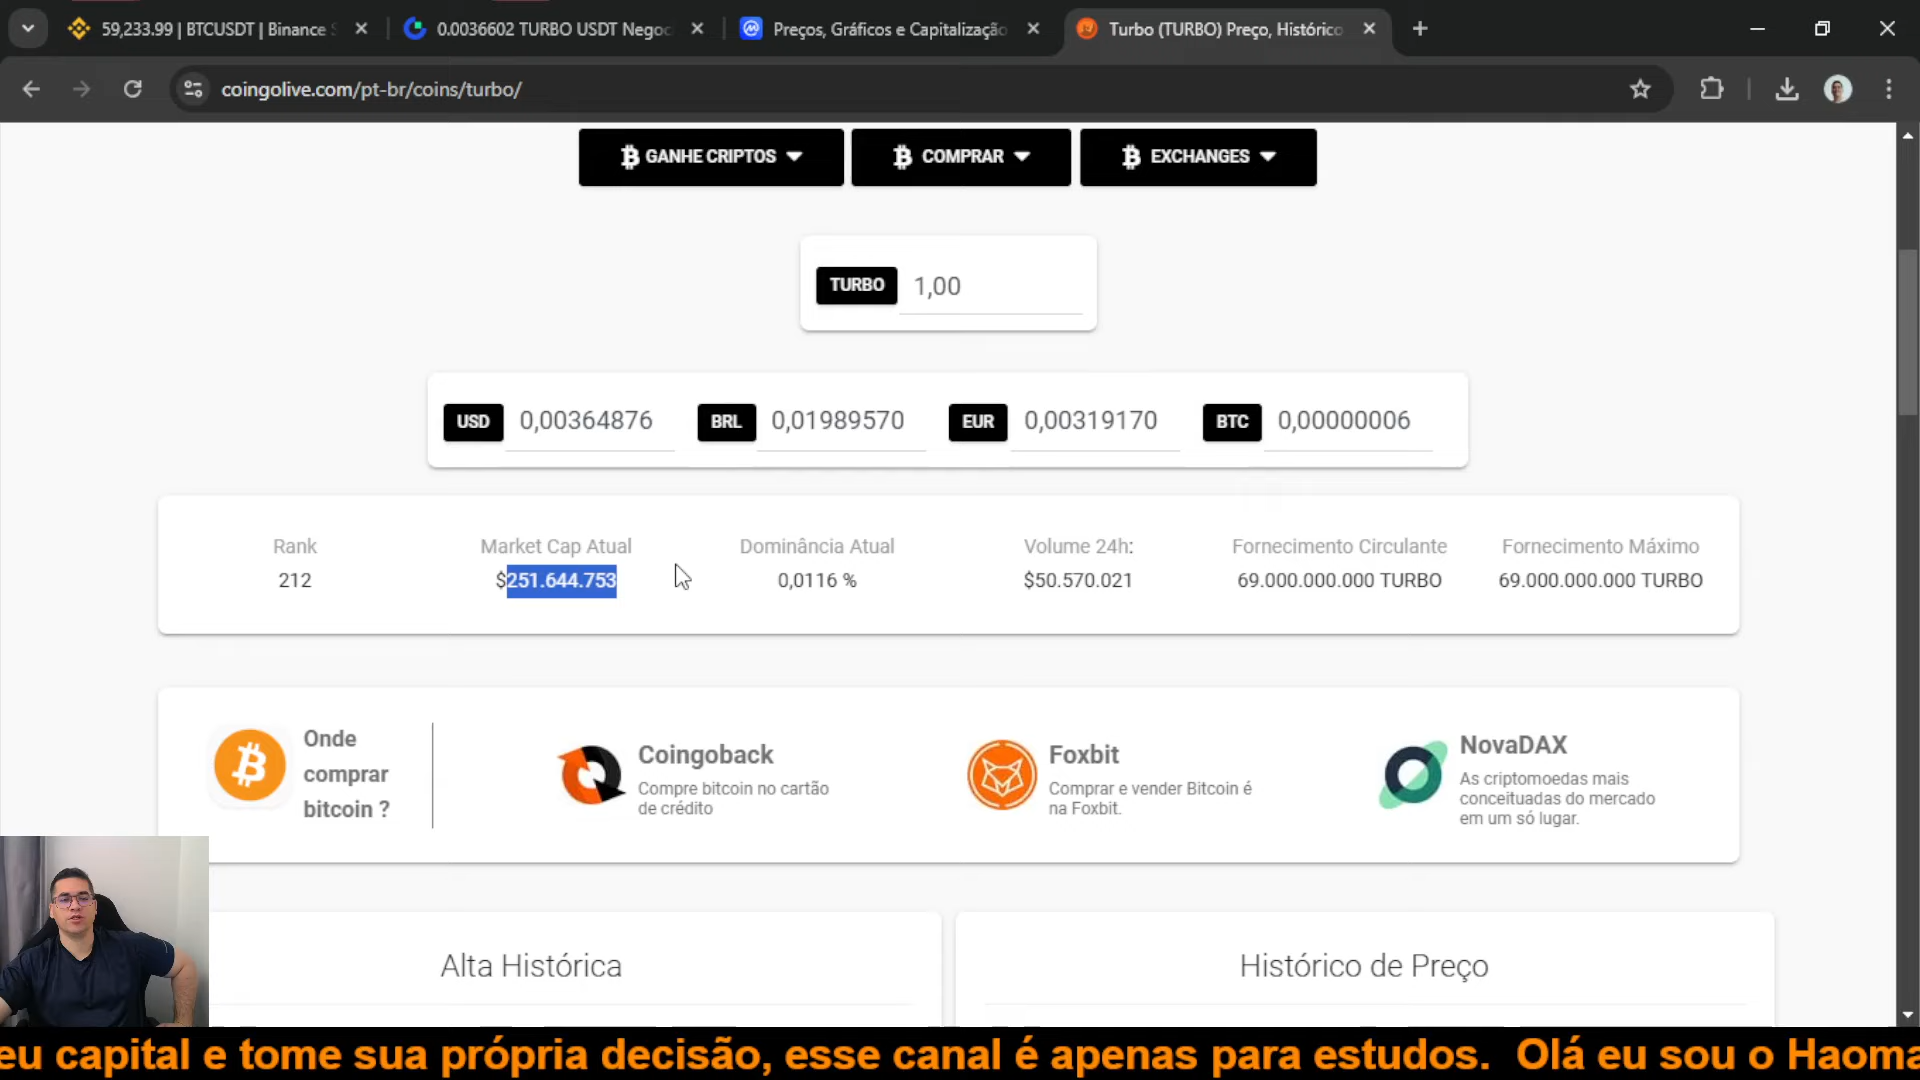 59,233.99 | BTCUSDT | Binance S
0.0036602 TURBO USDT Negoc
Preços, Gráficos e Capitalização
Turbo (TURBO) Preço, Histórico
coingolive.com/pt-br/coins/turbo/
GANHE CRIPTOS
COMPRAR
EXCHANGES
TURBO 1,00
USD 0,00364876 BRL 0,01989570 EUR 0,00319170 BTC 0,00000006
Rank
212
Market Cap Atual
$251.644.753
Dominância Atual
0,0116 %
Volume 24h:
$50.570.021
Fornecimento Circulante
69.000.000.000 TURBO
Fornecimento Máximo
69.000.000.000 TURBO
Onde
comprar
bitcoin ?
Coingoback
Compre bitcoin no cartão
de crédito
Foxbit
Comprar e vender Bitcoin é
na Foxbit.
NovaDAX
As criptomoedas mais
conceituadas do mercado
em um só lugar.
Alta Histórica
Histórico de Preço
eu capital e tome sua própria decisão, esse canal é apenas para estudos. Olá eu sou o Haoma